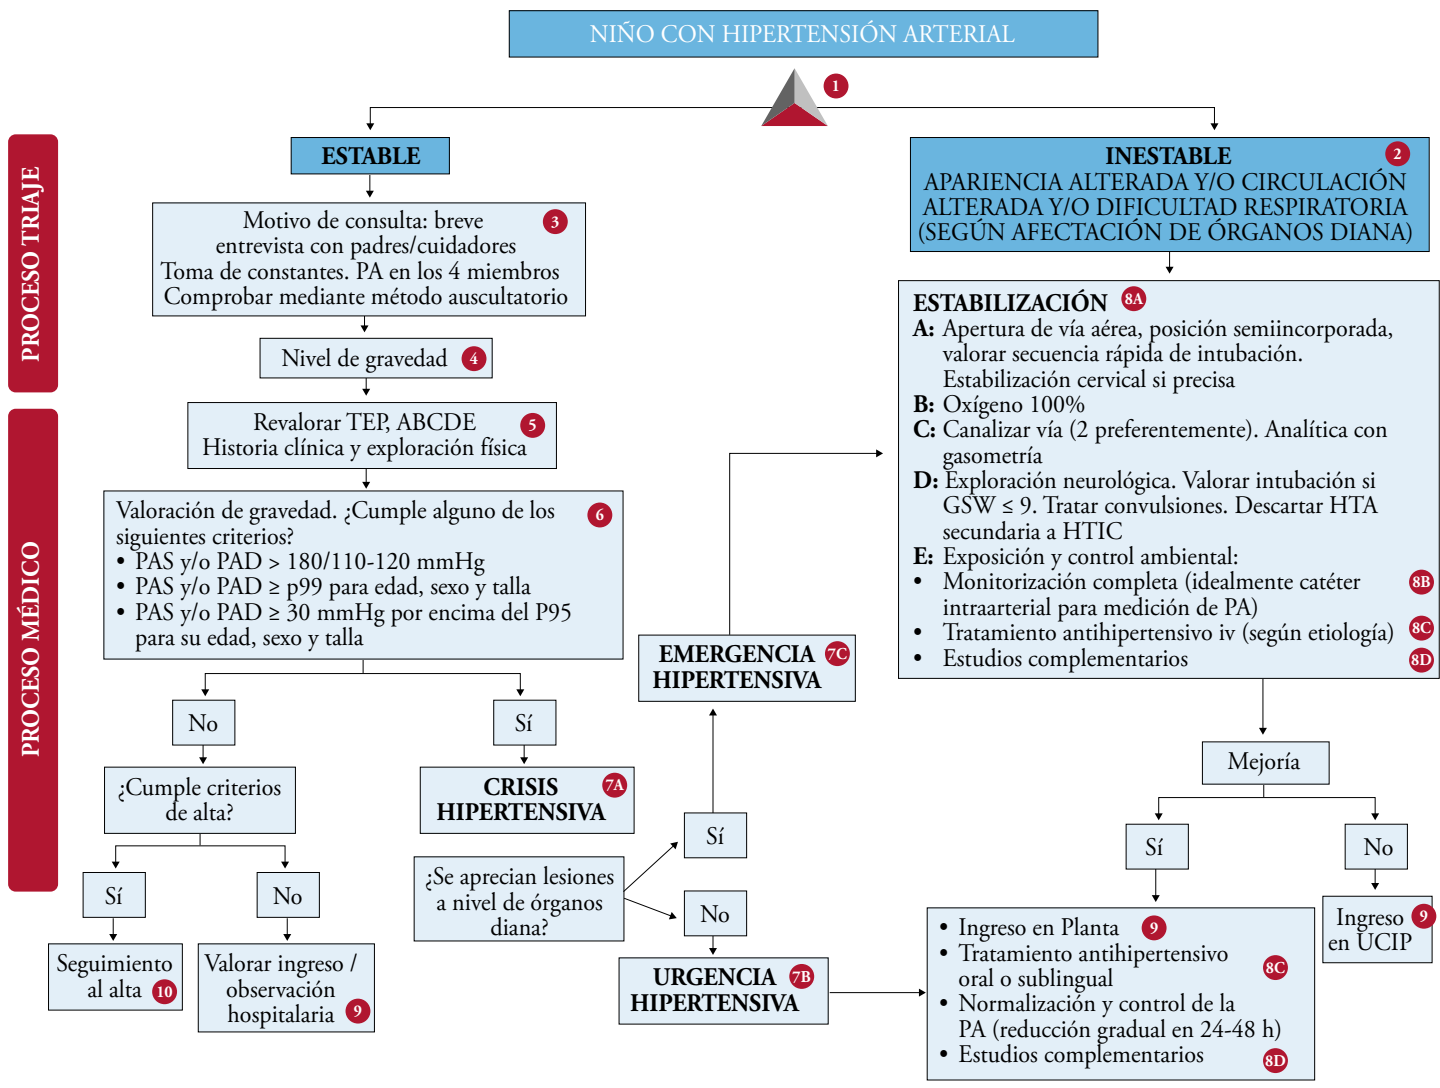 NIÑO CON HIPERTENSIÓN ARTERIAL
1
PROCESO TRIAJE
ESTABLE
Motivo de consulta: breve
entrevista con padres/cuidadores
Toma de constantes. PA en los 4 miembros
Comprobar mediante método auscultatorio
3
Nivel de gravedad 4
INESTABLE 2
APARIENCIA ALTERADA Y/O CIRCULACIÓN
ALTERADA Y/O DIFICULTAD RESPIRATORIA
(SEGÚN AFECTACIÓN DE ÓRGANOS DIANA)
PROCESO MÉDICO
Revalorar TEP, ABCDE
Historia clínica y exploración física
5
Valoración de gravedad. ¿Cumple alguno de los
siguientes criterios?
6
• PAS y/o PAD > 180/110-120 mmHg
• PAS y/o PAD ≥ p99 para edad, sexo y talla
• PAS y/o PAD ≥ 30 mmHg por encima del P95
para su edad, sexo y talla
No
Sí
¿Cumple criterios
de alta?
Sí
No
Seguimiento
al alta 10
Valorar ingreso /
observación
hospitalaria 9
CRISIS 7A
HIPERTENSIVA
¿Se aprecian lesiones
a nivel de órganos
diana?
Sí
No
EMERGENCIA 7C
HIPERTENSIVA
URGENCIA 7B
HIPERTENSIVA
ESTABILIZACIÓN 8A
A: Apertura de vía aérea, posición semiincorporada,
valorar secuencia rápida de intubación.
Estabilización cervical si precisa
B: Oxígeno 100%
C: Canalizar vía (2 preferentemente). Analítica con
gasometría
D: Exploración neurológica. Valorar intubación si
GSW ≤ 9. Tratar convulsiones. Descartar HTA
secundaria a HTIC
E: Exposición y control ambiental:
• Monitorización completa (idealmente catéter 8B
intraarterial para medición de PA)
• Tratamiento antihipertensivo iv (según etiología) 8C
• Estudios complementarios 8D
Mejoría
Sí
No
• Ingreso en Planta 9
• Tratamiento antihipertensivo
oral o sublingual 8C
• Normalización y control de la
PA (reducción gradual en 24-48 h)
• Estudios complementarios 8D
Ingreso 9
en UCIP